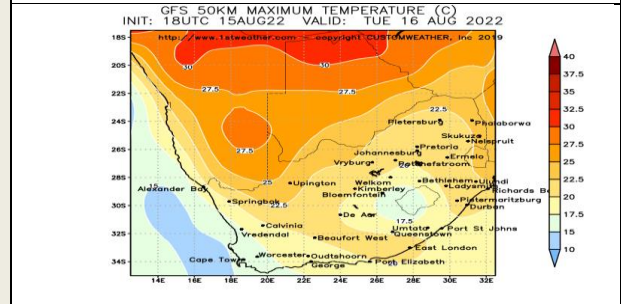 GFS 50KM MAXIMUM TEMPERATURE (C)
INIT: 18UTC 15AUG22 VALID: TUE 16 AUG 2022
http://www.1stweather.com copyright CUSTOMWEATHER, Inc 2019
18S
20S
22S
24S
26S
28S
30S
32S
34S
14E 16E 18E 20E 22E 24E 26E 28E 30E 32E
30
30
27.5
27.5
22.5
Pietersburg Phalaborwa
Skukuza
Nelspruit
27.5
Johannesburg Pretoria
Vryburg Ermelo
25
Alexander Bay 15
Upington
Welkom Bethlehem Ulundi
Kimberley Ladysmith
Bloemfontein Richards
Springbok 22.5
Pietermaritzburg
Durban
De Aar 17.5
Calvinia
Vredendal
Umtata Port St Johns
Beaufort West Queenstown
East London
Worcester Oudtshoorn
Cape Town
George Port Elizabeth
40
37.5
35
32.5
30
27.5
25
22.5
20
17.5
15
10